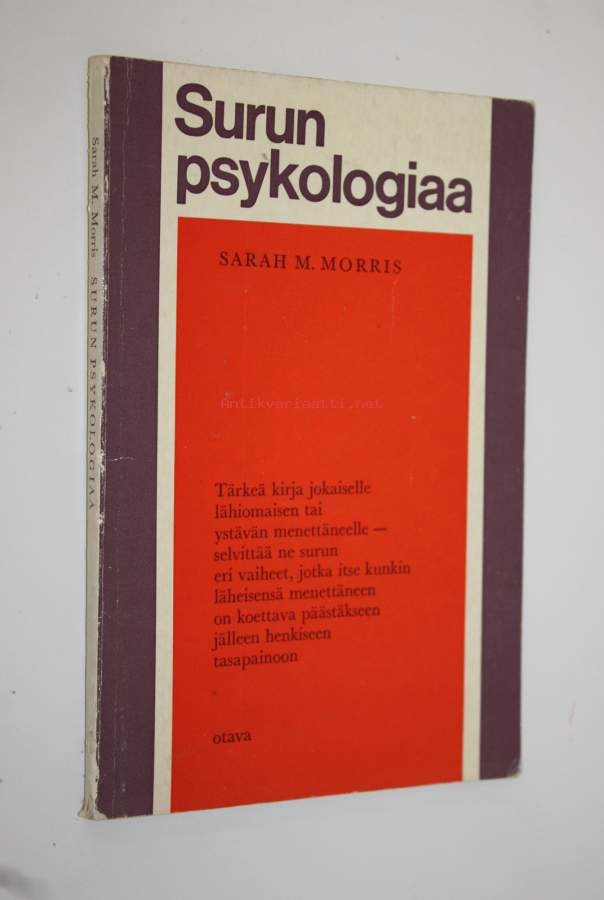 Surun
psykologiaa
SARAH M. MORRIS
Antikvariaatti.net
Tärkeä kirja jokaiselle
lähiomaisen tai
ystävän menettäneelle —
selvittää ne surun
eri vaiheet, jotka itse kunkin
läheisensä menettäneen
on koettava päästäkseen
jälleen henkiseen
tasapainoon
otava
Sarah M. Morris SURUN PSYKOLOGIAA